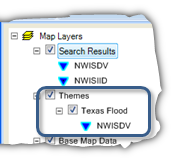 Map Layers
Search Results
NWISDV
NWISIID
Themes
Texas Flood
NWISDV
Base Map Data